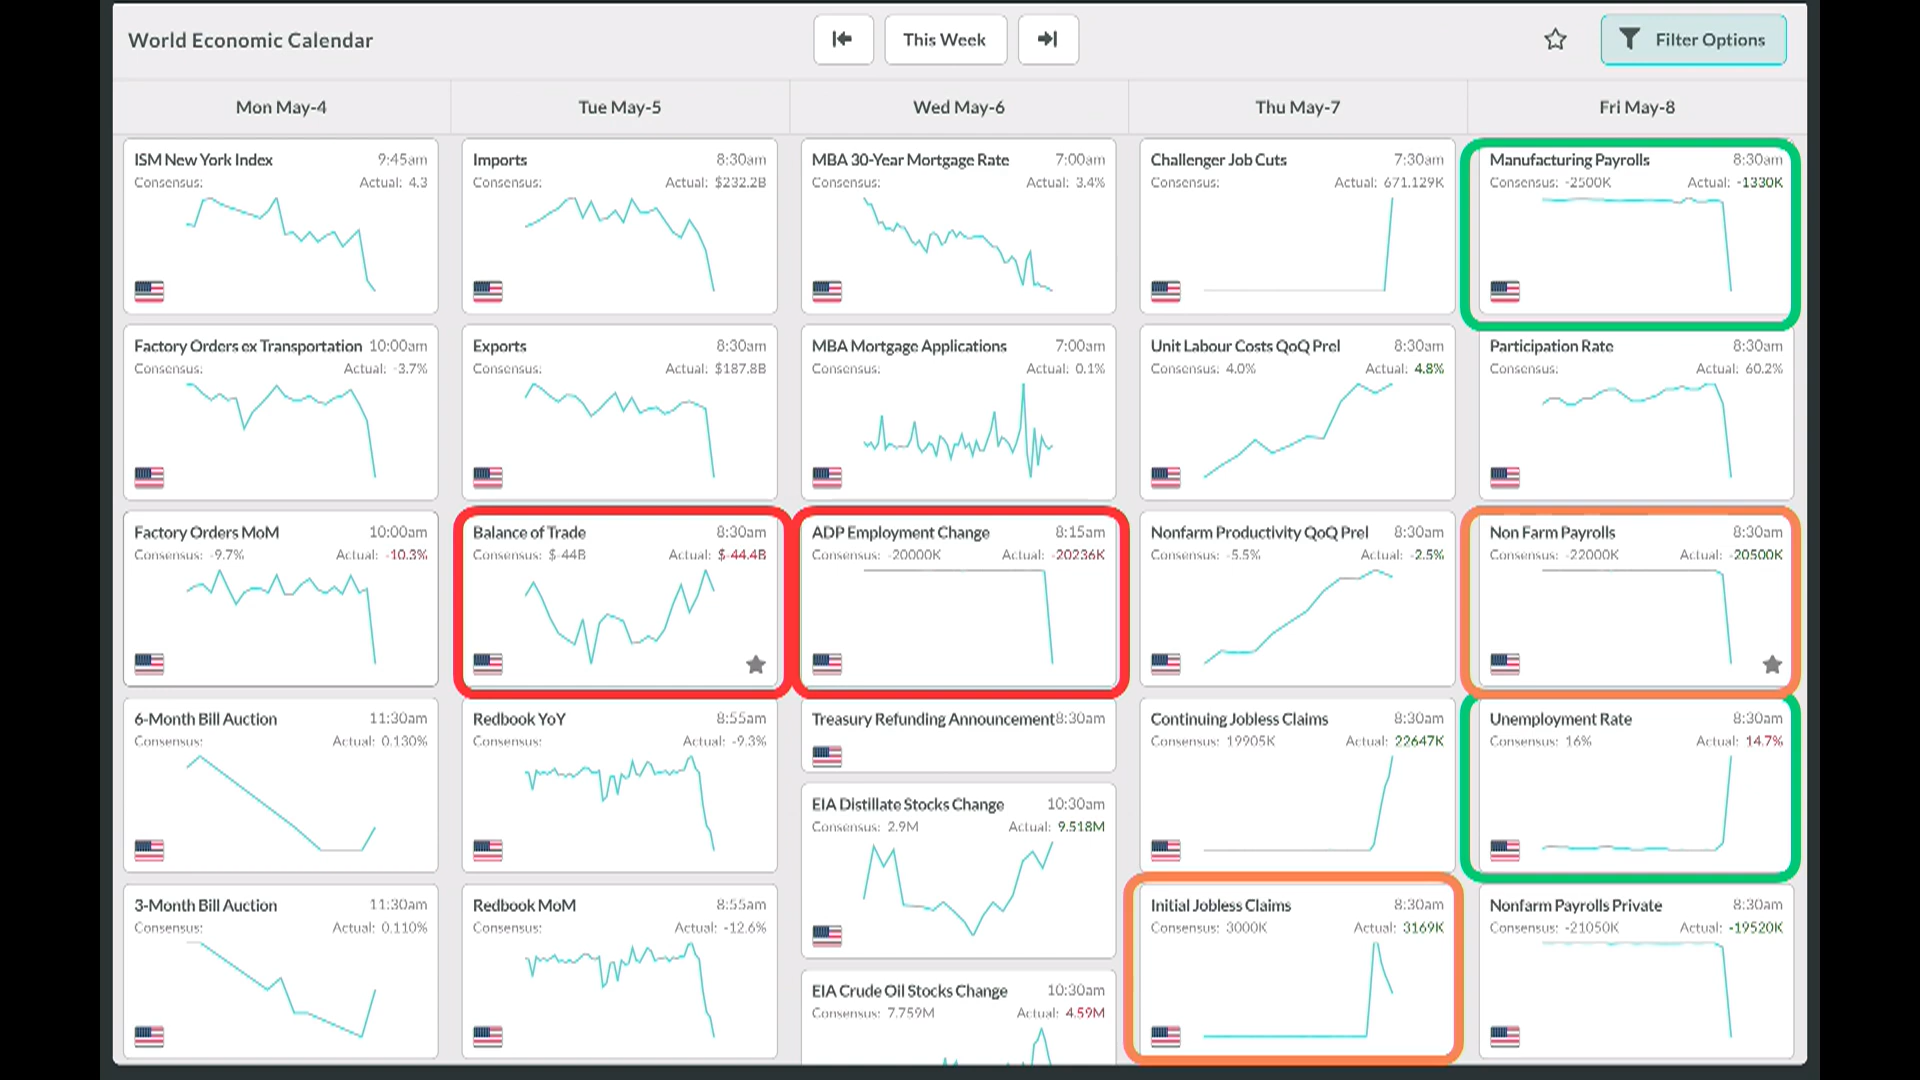 World Economic Calendar
This Week
Filter Options
Mon May-4
Tue May-5
Wed May-6
Thu May-7
Fri May-8
ISM New York Index 9:45am
Consensus: Actual: 4.3
Factory Orders ex Transportation 10:00am
Consensus: Actual: -3.7%
Factory Orders MoM 10:00am
Consensus: -9.7% Actual: -10.3%
6-Month Bill Auction 11:30am
Consensus: Actual: 0.130%
3-Month Bill Auction 11:30am
Consensus: Actual: 0.110%
Imports 8:30am
Consensus: Actual: $232.2B
Exports 8:30am
Consensus: Actual: $187.8B
Balance of Trade 8:30am
Consensus: $-44B Actual: $-44.4B
Redbook YoY 8:55am
Consensus: Actual: -9.3%
Redbook MoM 8:55am
Consensus: Actual: -12.6%
MBA 30-Year Mortgage Rate 7:00am
Consensus: Actual: 3.4%
MBA Mortgage Applications 7:00am
Consensus: Actual: 0.1%
ADP Employment Change 8:15am
Consensus: -20000K Actual: -20236K
Treasury Refunding Announcement 8:30am
EIA Distillate Stocks Change 10:30am
Consensus: 2.9M Actual: 9.518M
EIA Crude Oil Stocks Change 10:30am
Consensus: 7.759M Actual: 4.59M
Challenger Job Cuts 7:30am
Consensus: Actual: 671.129K
Unit Labour Costs QoQ Prel 8:30am
Consensus: 4.0% Actual: 4.8%
Nonfarm Productivity QoQ Prel 8:30am
Consensus: -5.5% Actual: -2.5%
Continuing Jobless Claims 8:30am
Consensus: 19905K Actual: 22647K
Initial Jobless Claims 8:30am
Consensus: 3000K Actual: 3169K
Manufacturing Payrolls 8:30am
Consensus: -2500K Actual: -1330K
Participation Rate 8:30am
Consensus: Actual: 60.2%
Non Farm Payrolls 8:30am
Consensus: -22000K Actual: -20500K
Unemployment Rate 8:30am
Consensus: 16% Actual: 14.7%
Nonfarm Payrolls Private 8:30am
Consensus: -21050K Actual: -19520K